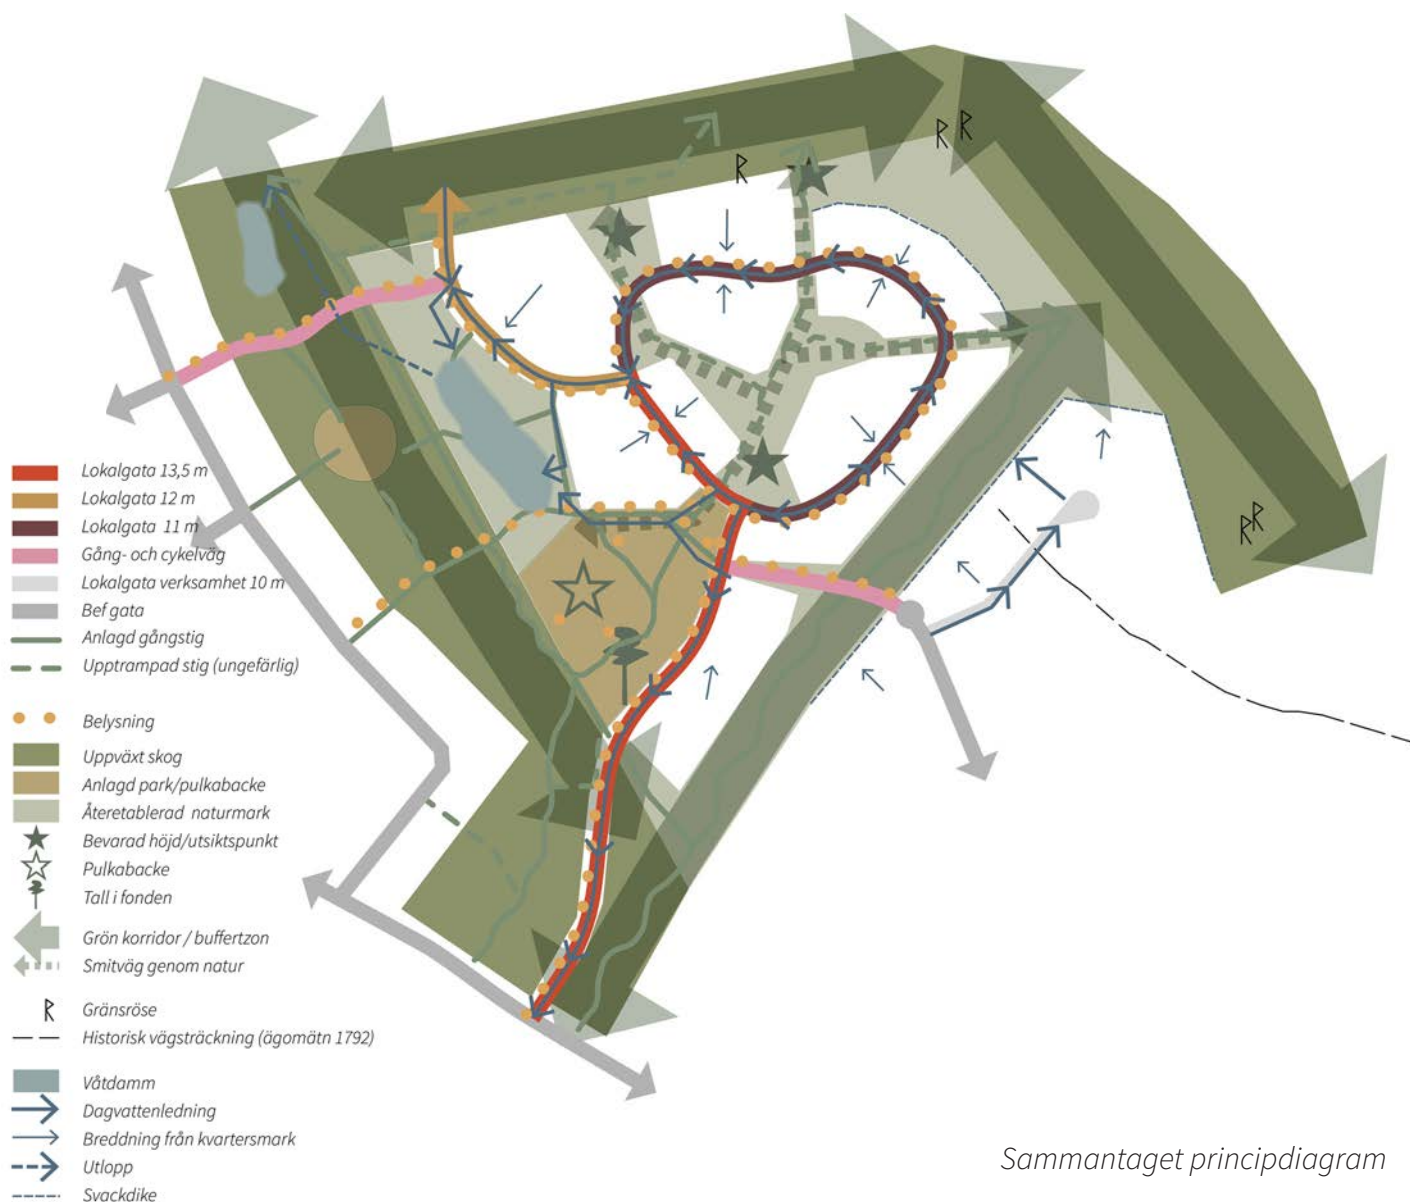 Lokalgata 13,5 m
Lokalgata 12 m
Lokalgata 11 m
Gång- och cykelväg
Lokalgata verksamhet 10 m
Bef gata
Anlagd gångstig
Upptrampad stig (ungefärlig)
Belysning
Uppväxt skog
Anlagd park/pulkabacke
Återetablerad naturmark
Bevarad höjd/utsiktspunkt
Pulkabacke
Tall i fonden
Grön korridor / buffertzon
Smitväg genom natur
Gränsröse
Historisk vägsträckning (ägomätn 1792)
Våtdamm
Dagvattenledning
Breddning från kvartersmark
Utlopp
Svackdike
Sammantaget principdiagram